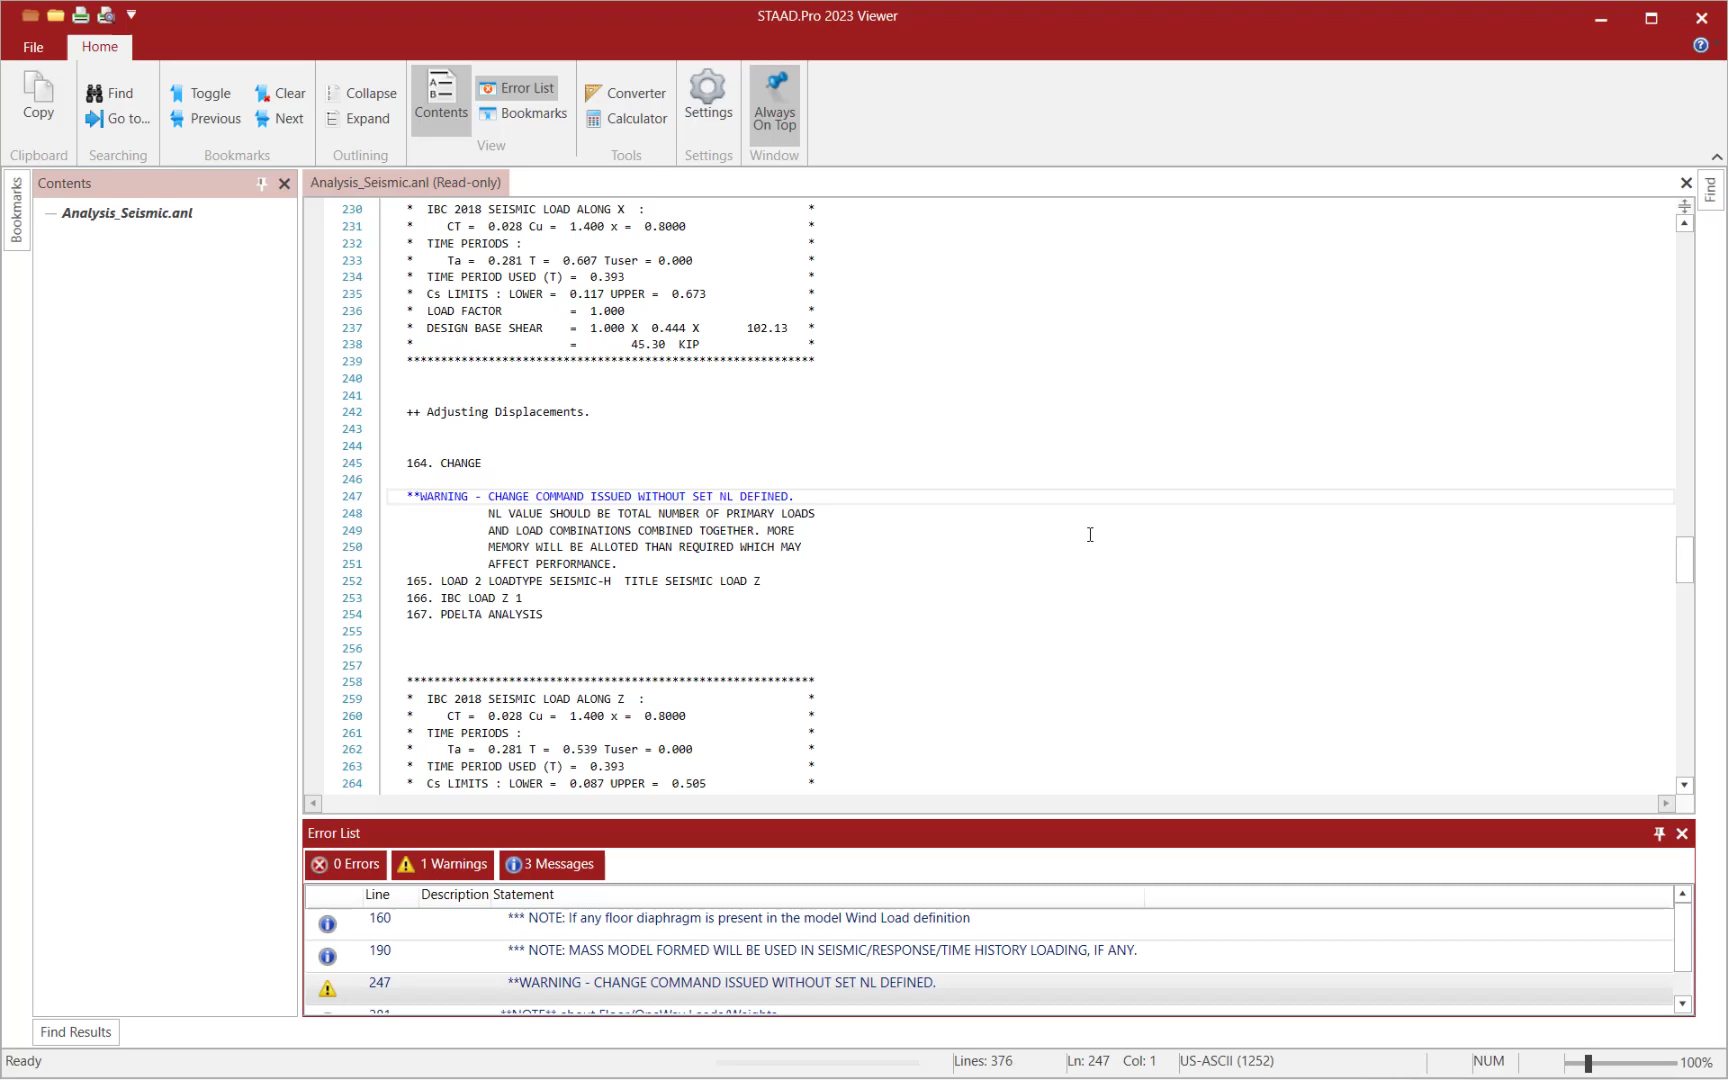 STAAD.Pro 2023 Viewer
File
Home
Copy
Find
Go to...
Toggle
Previous
Clear
Next
Collapse
Expand
Contents
Error List
Bookmarks
Converter
Calculator
Settings
Always
On Top
Clipboard
Searching
Bookmarks
Outlining
View
Tools
Settings
Window
Bookmarks
Contents
Analysis_Seismic.anl
Analysis_Seismic.anl (Read-only)
Find
230 * IBC 2018 SEISMIC LOAD ALONG X : *
231 * CT = 0.028 Cu = 1.400 x = 0.8000 *
232 * TIME PERIODS : *
233 * Ta = 0.281 T = 0.607 Tuser = 0.000 *
234 * TIME PERIOD USED (T) = 0.393 *
235 * Cs LIMITS : LOWER = 0.117 UPPER = 0.673 *
236 * LOAD FACTOR = 1.000 *
237 * DESIGN BASE SHEAR = 1.000 X 0.444 X 102.13 *
238 * = 45.30 KIP *
239 ************************************************************
240
241
242 ++ Adjusting Displacements.
243
244
245 164. CHANGE
246
247 **WARNING - CHANGE COMMAND ISSUED WITHOUT SET NL DEFINED.
248 NL VALUE SHOULD BE TOTAL NUMBER OF PRIMARY LOADS
249 AND LOAD COMBINATIONS COMBINED TOGETHER. MORE
250 MEMORY WILL BE ALLOTED THAN REQUIRED WHICH MAY
251 AFFECT PERFORMANCE.
252 165. LOAD 2 LOADTYPE SEISMIC-H TITLE SEISMIC LOAD Z
253 166. IBC LOAD Z 1
254 167. PDELTA ANALYSIS
255
256
257
258 ************************************************************
259 * IBC 2018 SEISMIC LOAD ALONG Z : *
260 * CT = 0.028 Cu = 1.400 x = 0.8000 *
261 * TIME PERIODS : *
262 * Ta = 0.281 T = 0.539 Tuser = 0.000 *
263 * TIME PERIOD USED (T) = 0.393 *
264 * Cs LIMITS : LOWER = 0.087 UPPER = 0.505 *
Error List
0 Errors
1 Warnings
3 Messages
Line Description Statement
160 *** NOTE: If any floor diaphragm is present in the model Wind Load definition
190 *** NOTE: MASS MODEL FORMED WILL BE USED IN SEISMIC/RESPONSE/TIME HISTORY LOADING, IF ANY.
247 **WARNING - CHANGE COMMAND ISSUED WITHOUT SET NL DEFINED.
**NOTE** about Floor/OneWay Loads/Weights
Find Results
Ready
Lines: 376
Ln: 247 Col: 1
US-ASCII (1252)
NUM
100%